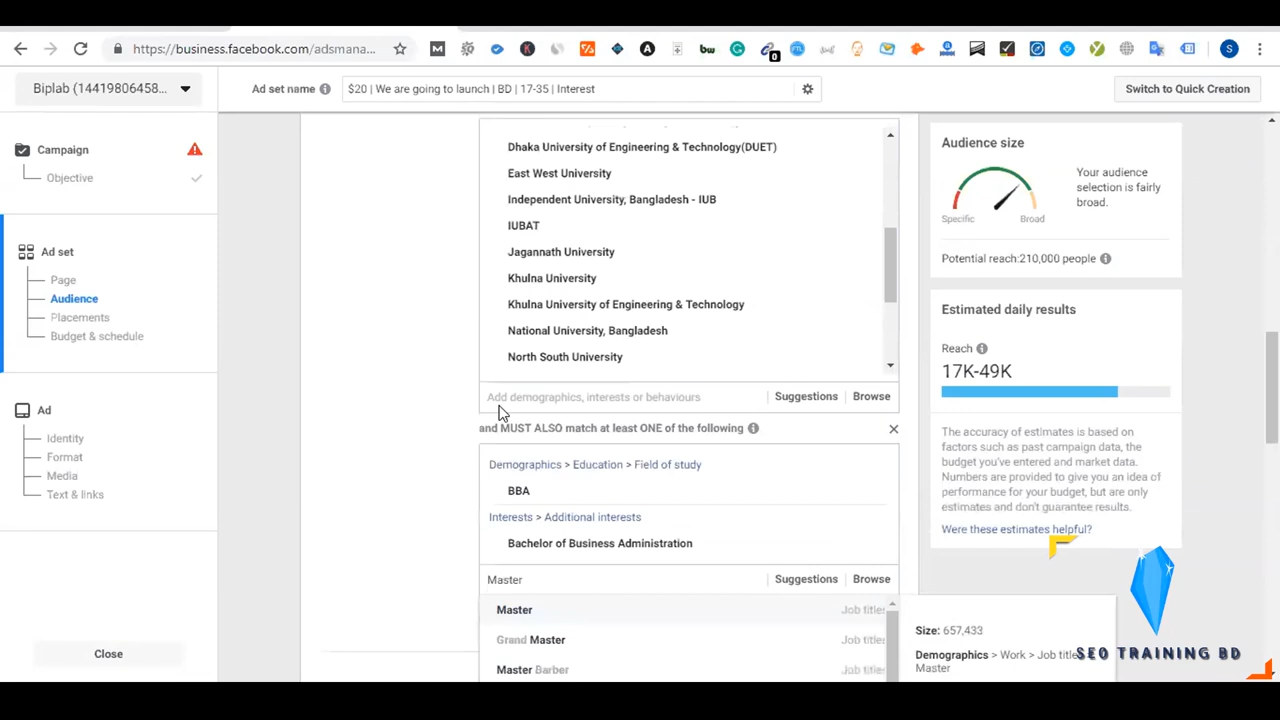 https://business.facebook.com/adsmana...
Biplab (14419806458...
Ad set name
$20 | We are going to launch | BD | 17-35 | Interest
Switch to Quick Creation
Campaign
Objective
Ad set
Page
Audience
Placements
Budget & schedule
Ad
Identity
Format
Media
Text & links
Close
Dhaka University of Engineering & Technology(DUET)
East West University
Independent University, Bangladesh - IUB
IUBAT
Jagannath University
Khulna University
Khulna University of Engineering & Technology
National University, Bangladesh
North South University
Add demographics, interests or behaviours
Suggestions
Browse
and MUST ALSO match at least ONE of the following
Demographics > Education > Field of study
BBA
Interests > Additional interests
Bachelor of Business Administration
Master
Suggestions
Browse
Master Job titles
Grand Master Job titles
Master Barber Job titles
Size: 657,433
Demographics > Work > Job title
Master
Audience size
Your audience
selection is fairly
broad.
Specific
Broad
Potential reach:210,000 people
Estimated daily results
Reach
17K-49K
The accuracy of estimates is based on
factors such as past campaign data, the
budget you've entered and market data.
Numbers are provided to give you an idea of
performance for your budget, but are only
estimates and don't guarantee results.
Were these estimates helpful?
SEO TRAINING BD